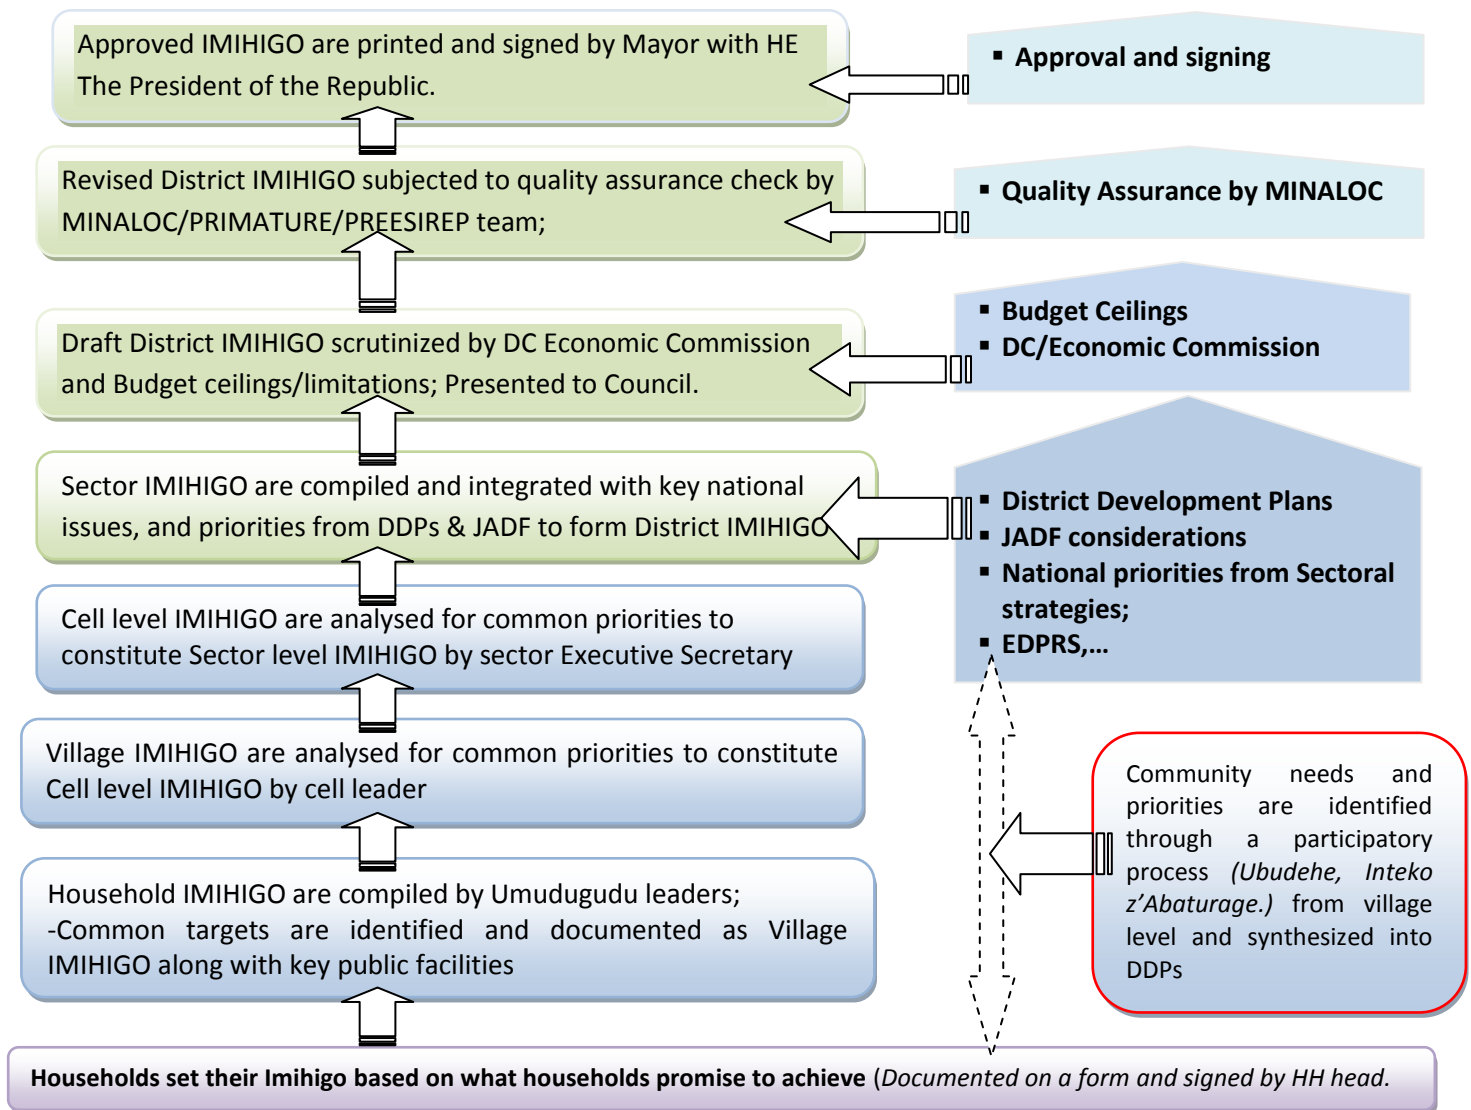 Approved IMIHIGO are printed and signed by Mayor with HE
The President of the Republic.
▪ Approval and signing
Revised District IMIHIGO subjected to quality assurance check by
MINALOC/PRIMATURE/PREESIREP team;
▪ Quality Assurance by MINALOC
Draft District IMIHIGO scrutinized by DC Economic Commission
and Budget ceilings/limitations; Presented to Council.
▪ Budget Ceilings
▪ DC/Economic Commission
Sector IMIHIGO are compiled and integrated with key national
issues, and priorities from DDPs & JADF to form District IMIHIGO
▪ District Development Plans
▪ JADF considerations
▪ National priorities from Sectoral
strategies;
▪ EDPRS,...
Cell level IMIHIGO are analysed for common priorities to
constitute Sector level IMIHIGO by sector Executive Secretary
Village IMIHIGO are analysed for common priorities to constitute
Cell level IMIHIGO by cell leader
Community needs and
priorities are identified
through a participatory
process (Ubudehe, Inteko
z’Abaturage.) from village
level and synthesized into
DDPs
Household IMIHIGO are compiled by Umudugudu leaders;
-Common targets are identified and documented as Village
IMIHIGO along with key public facilities
Households set their Imihigo based on what households promise to achieve (Documented on a form and signed by HH head.